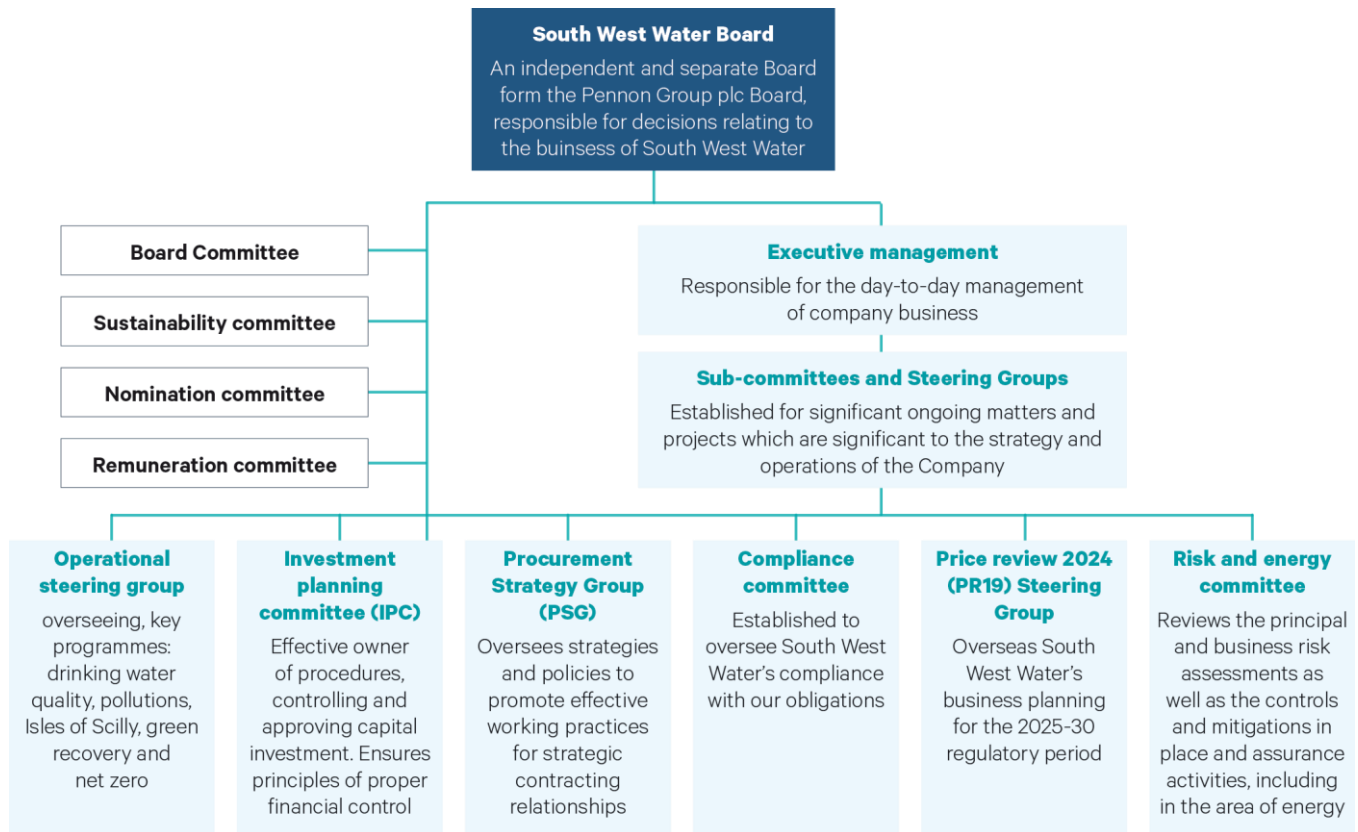 South West Water Board
An independent and separate Board
form the Pennon Group plc Board,
responsible for decisions relating to
the buinsess of South West Water
Board Committee
Sustainability committee
Nomination committee
Remuneration committee
Executive management
Responsible for the day-to-day management
of company business
Sub-committees and Steering Groups
Established for significant ongoing matters and
projects which are significant to the strategy and
operations of the Company
Operational
steering group
overseeing, key
programmes:
drinking water
quality, pollutions,
Isles of Scilly, green
recovery and
net zero
Investment
planning
committee (IPC)
Effective owner
of procedures,
controlling and
approving capital
investment. Ensures
principles of proper
financial control
Procurement
Strategy Group
(PSG)
Oversees strategies
and policies to
promote effective
working practices
for strategic
contracting
relationships
Compliance
committee
Established to
oversee South West
Water's compliance
with our obligations
Price review 2024
(PR19) Steering
Group
Overseas South
West Water's
business planning
for the 2025-30
regulatory period
Risk and energy
committee
Reviews the principal
and business risk
assessments as
well as the controls
and mitigations in
place and assurance
activities, including
in the area of energy